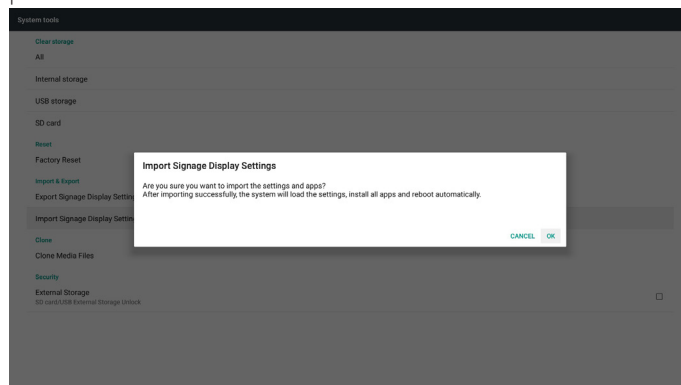 System tools
Clear storage
All
Internal storage
USB storage
SD card
Reset
Factory Reset
Import & Export
Export Signage Display Setting
Import Signage Display Settin
Clone
Clone Media Files
Security
External Storage
SD card/USB External Storage Unlock
Import Signage Display Settings
Are you sure you want to import the settings and apps?
After importing successfully, the system will load the settings, install all apps and reboot automatically.
CANCEL OK